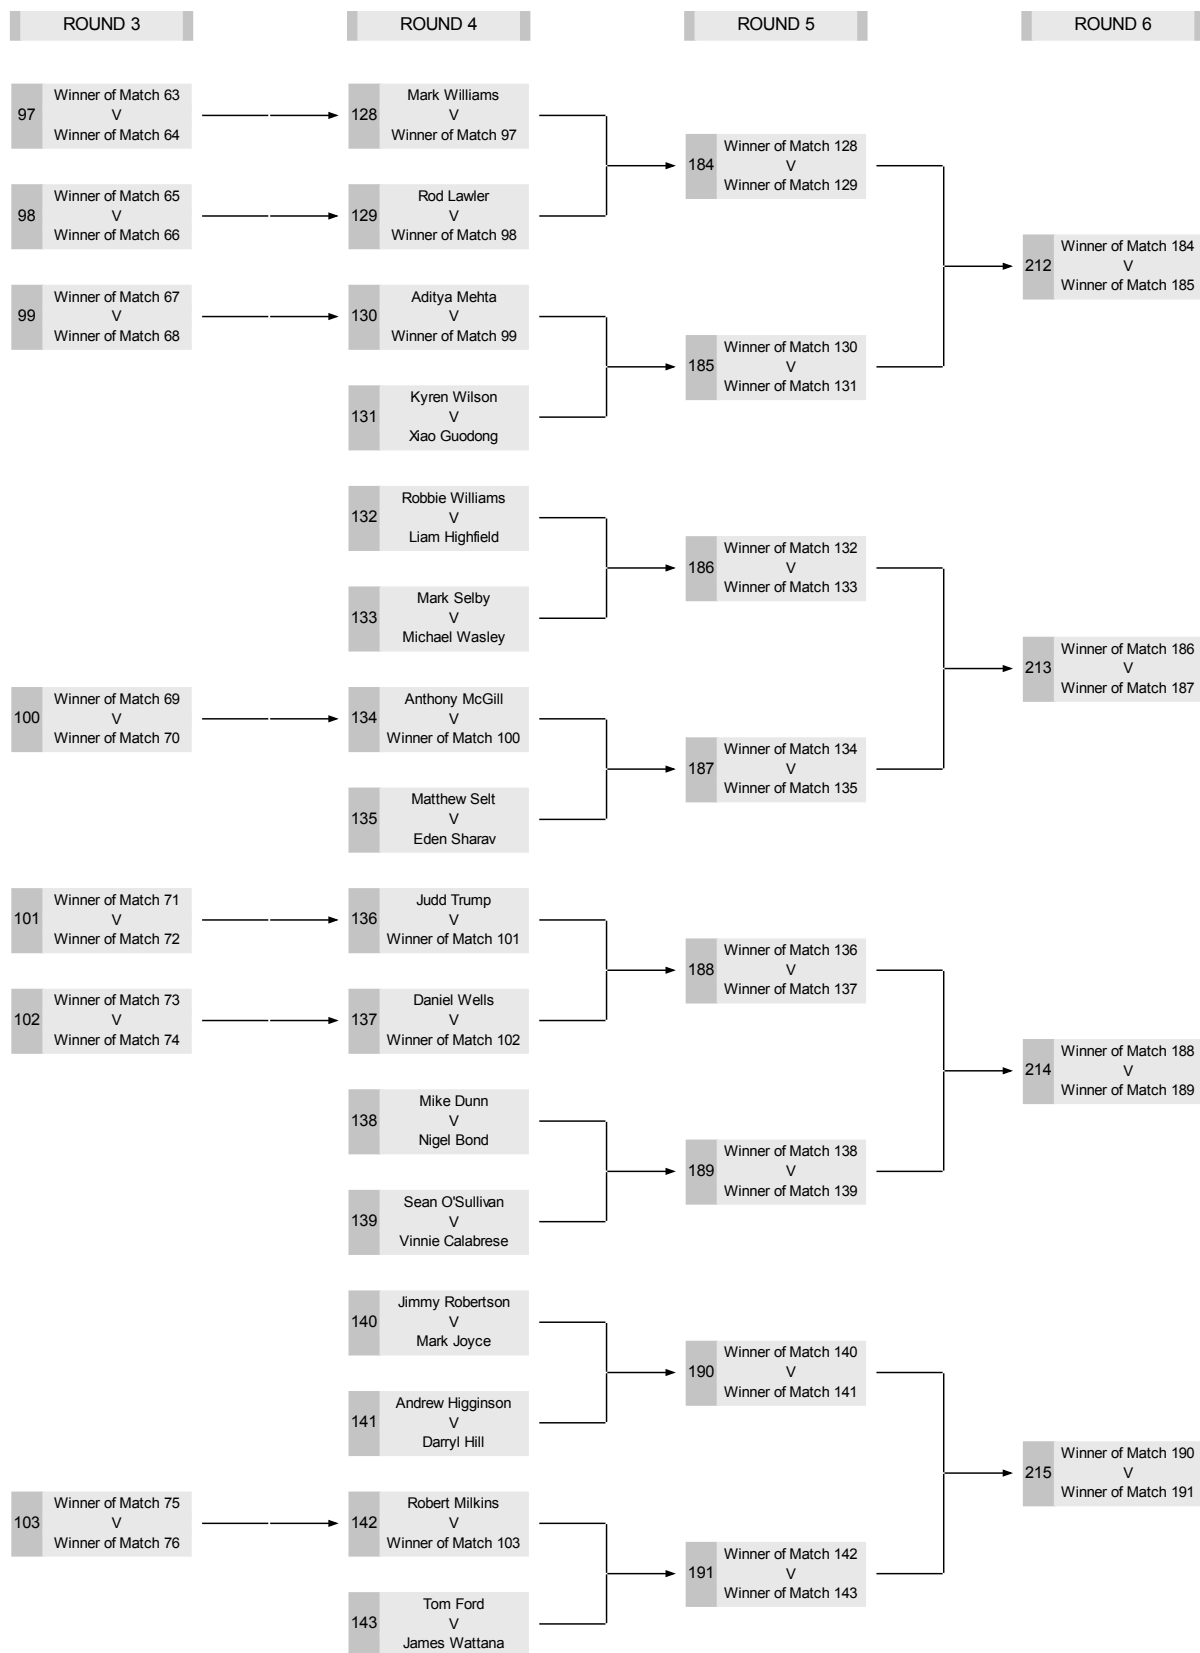 ROUND 3
ROUND 4
ROUND 5
ROUND 6
97
Winner of Match 63
V
Winner of Match 64
98
Winner of Match 65
V
Winner of Match 66
99
Winner of Match 67
V
Winner of Match 68
100
Winner of Match 69
V
Winner of Match 70
101
Winner of Match 71
V
Winner of Match 72
102
Winner of Match 73
V
Winner of Match 74
103
Winner of Match 75
V
Winner of Match 76
128
Mark Williams
V
Winner of Match 97
129
Rod Lawler
V
Winner of Match 98
130
Aditya Mehta
V
Winner of Match 99
131
Kyren Wilson
V
Xiao Guodong
132
Robbie Williams
V
Liam Highfield
133
Mark Selby
V
Michael Wasley
134
Anthony McGill
V
Winner of Match 100
135
Matthew Selt
V
Eden Sharav
136
Judd Trump
V
Winner of Match 101
137
Daniel Wells
V
Winner of Match 102
138
Mike Dunn
V
Nigel Bond
139
Sean O'Sullivan
V
Vinnie Calabrese
140
Jimmy Robertson
V
Mark Joyce
141
Andrew Higginson
V
Darryl Hill
142
Robert Milkins
V
Winner of Match 103
143
Tom Ford
V
James Wattana
184
Winner of Match 128
V
Winner of Match 129
185
Winner of Match 130
V
Winner of Match 131
186
Winner of Match 132
V
Winner of Match 133
187
Winner of Match 134
V
Winner of Match 135
188
Winner of Match 136
V
Winner of Match 137
189
Winner of Match 138
V
Winner of Match 139
190
Winner of Match 140
V
Winner of Match 141
191
Winner of Match 142
V
Winner of Match 143
212
Winner of Match 184
V
Winner of Match 185
213
Winner of Match 186
V
Winner of Match 187
214
Winner of Match 188
V
Winner of Match 189
215
Winner of Match 190
V
Winner of Match 191